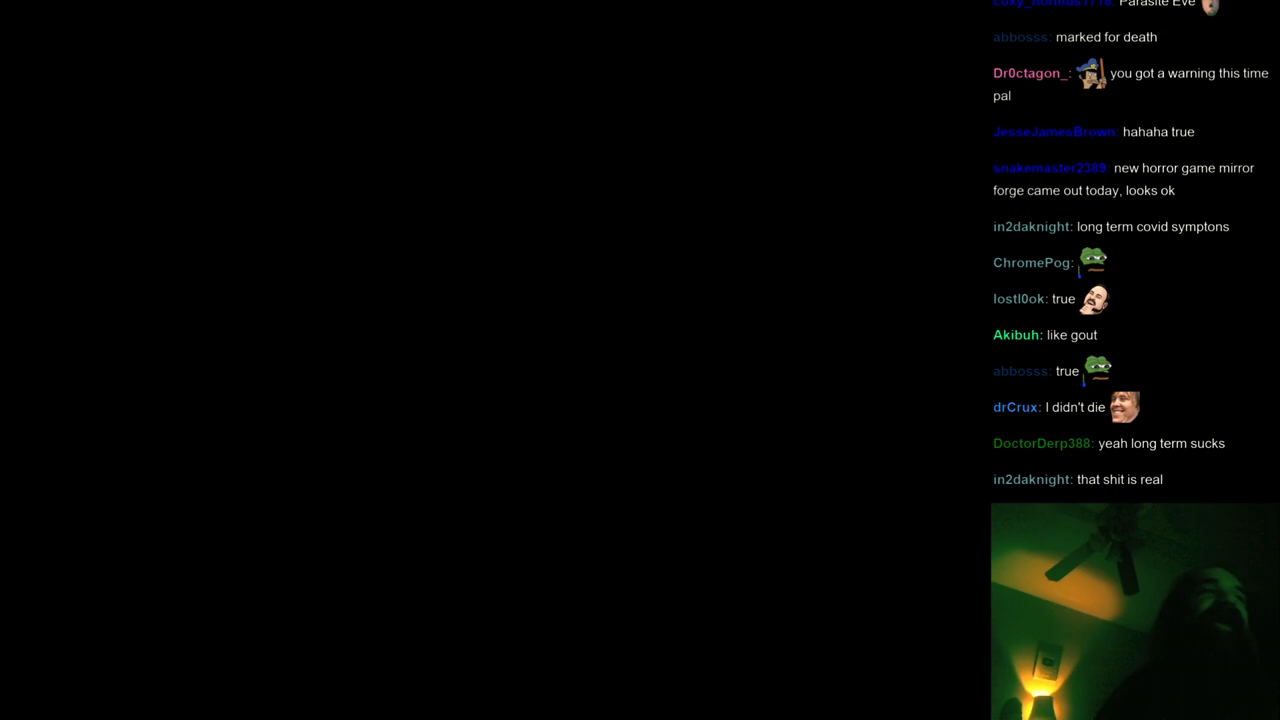 Parasite Eve
abbosss: marked for death
Dr0ctagon_: you got a warning this time
pal
JesseJamesBrown: hahaha true
snakemaster2389: new horror game mirror
forge came out today, looks ok
in2daknight: long term covid symptons
ChromePog:
lostl0ok: true
Akibuh: like gout
abbosss: true
drCrux: I didn't die
DoctorDerp388: yeah long term sucks
in2daknight: that shit is real